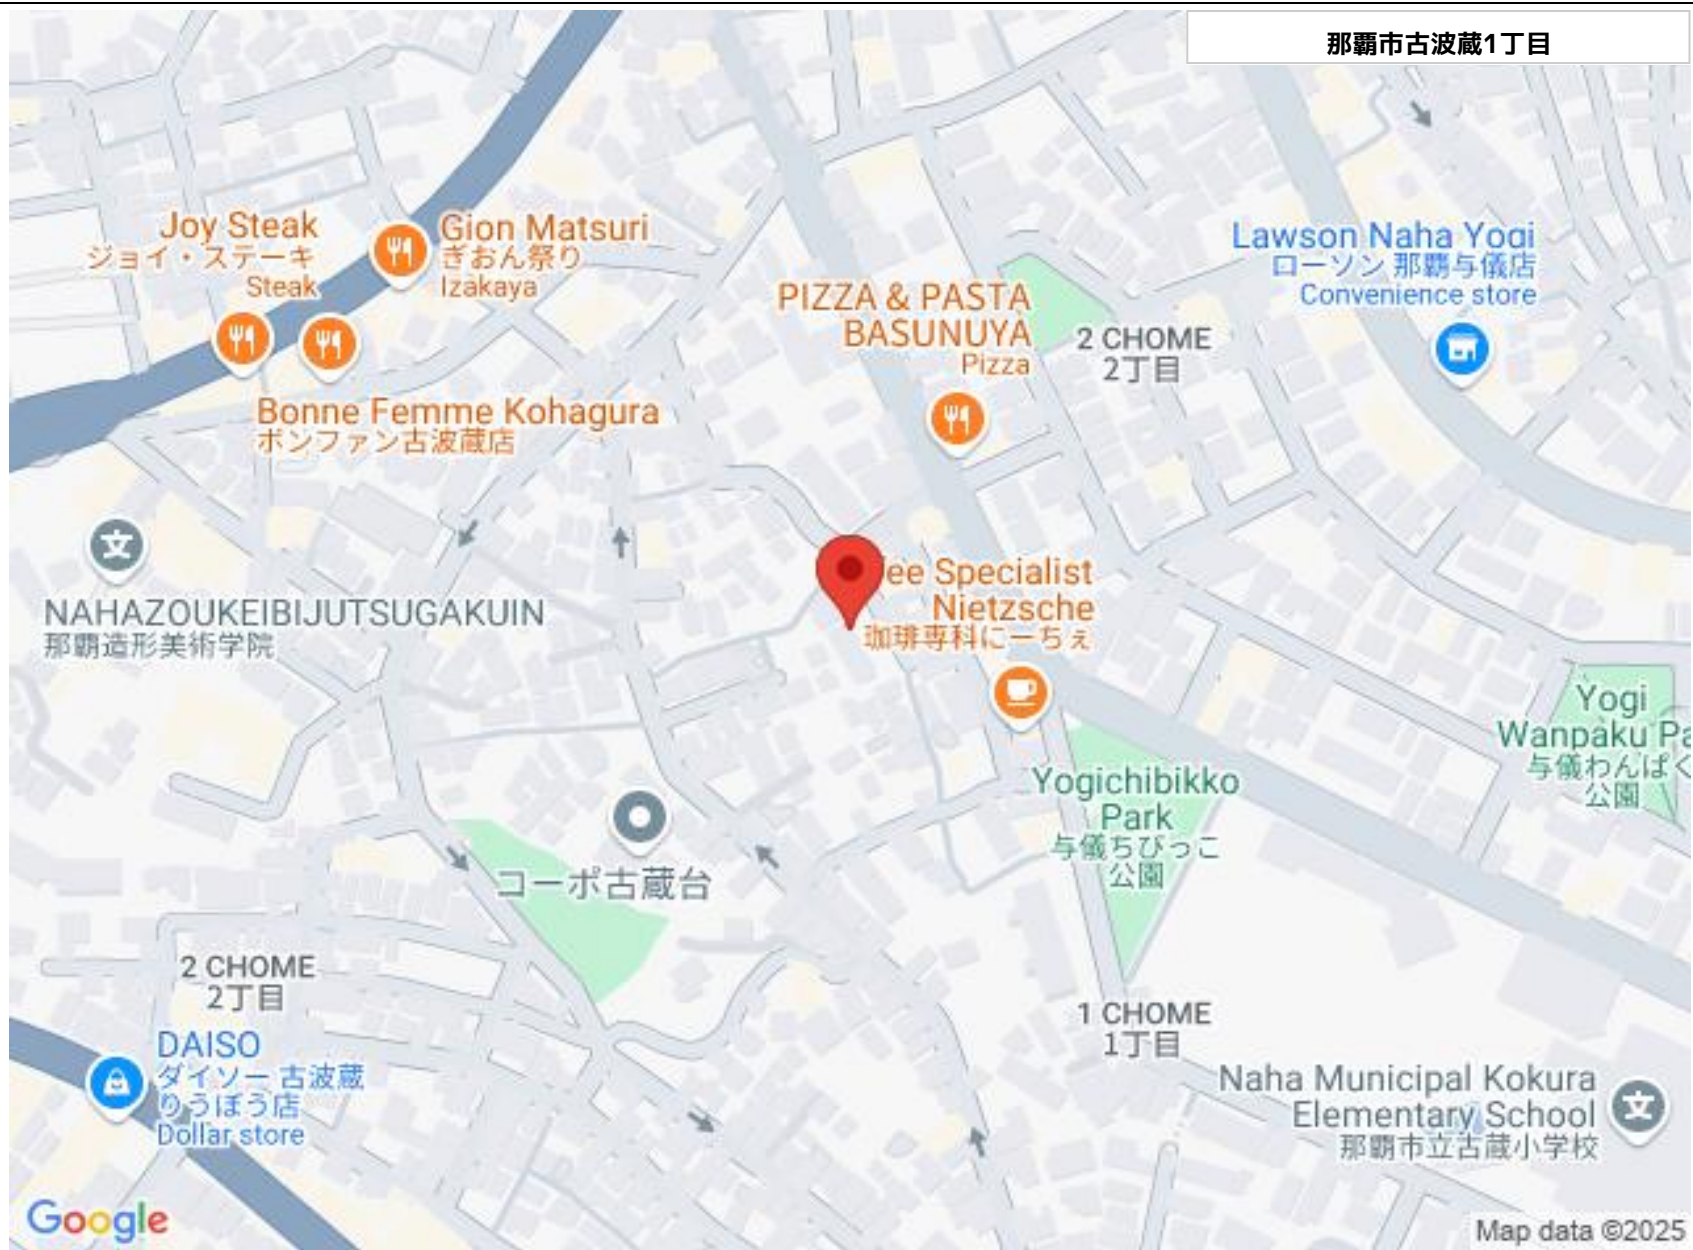 那覇市古波蔵1丁目
Joy Steak
ジョイ・ステーキ
Steak
Gion Matsuri
ぎおん祭り
Izakaya
Lawson Naha Yogi
ローソン 那覇与儀店
Convenience store
PIZZA & PASTA
BASUNUYA
Pizza
2 CHOME
2丁目
Bonne Femme Kohagura
ボンファン古波蔵店
NAHAZOUKEIBIJUTSUGAKUIN
那覇造形美術学院
ee Specialist
Nietzsche
珈琲専科にーちぇ
Yogi
Wanpaku Pa
与儀わんぱく
公園
Yogichibikko
Park
与儀ちびっこ
公園
コーポ古蔵台
2 CHOME
2丁目
1 CHOME
1丁目
DAISO
ダイソー 古波蔵
りうぼう店
Dollar store
Naha Municipal Kokura
Elementary School
那覇市立古蔵小学校
Google
Map data ©2025